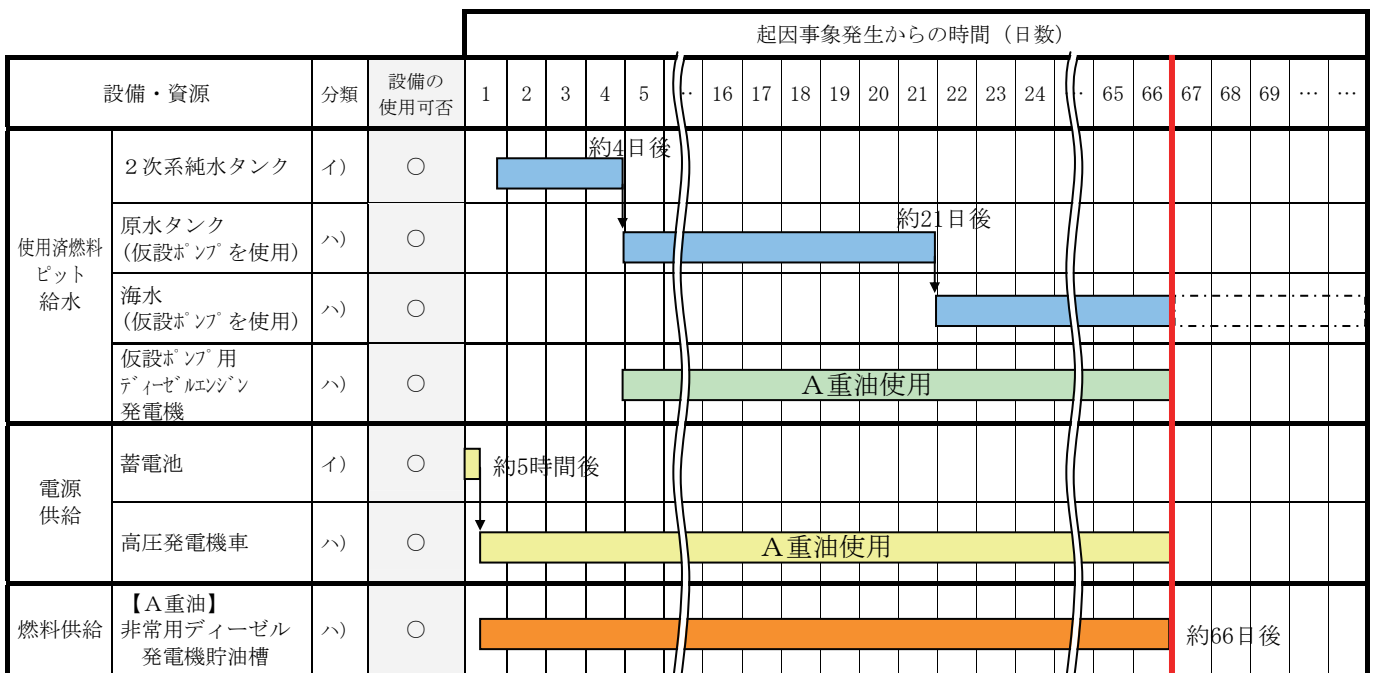 起因事象発生からの時間（日数）
設備・資源 分類 設備の使用可否 1 2 3 4 5 ‥ 16 17 18 19 20 21 22 23 24 ‥ 65 66 67 68 69 … …
使用済燃料
ピット
給水
２次系純水タンク イ） ○ 約4日後
原水タンク
(仮設ポンプを使用) ハ） ○ 約21日後
海水
(仮設ポンプを使用) ハ） ○
仮設ポンプ用
ディーゼルエンジン
発電機 ハ） ○ Ａ重油使用
電源
供給
蓄電池 イ） ○ 約5時間後
高圧発電機車 ハ） ○ Ａ重油使用
燃料供給
【Ａ重油】
非常用ディーゼル
発電機貯油槽 ハ） ○ 約66日後